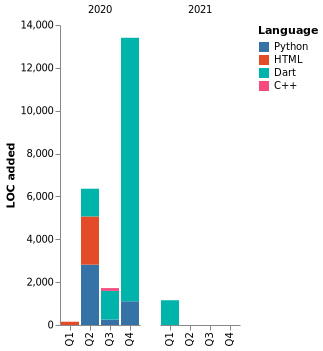 2020
2021
LOC added
14,000
12,000
10,000
8,000
6,000
4,000
2,000
0
Q1
Q2
Q3
Q4
Q1
Q2
Q3
Q4
Language
Python
HTML
Dart
C++